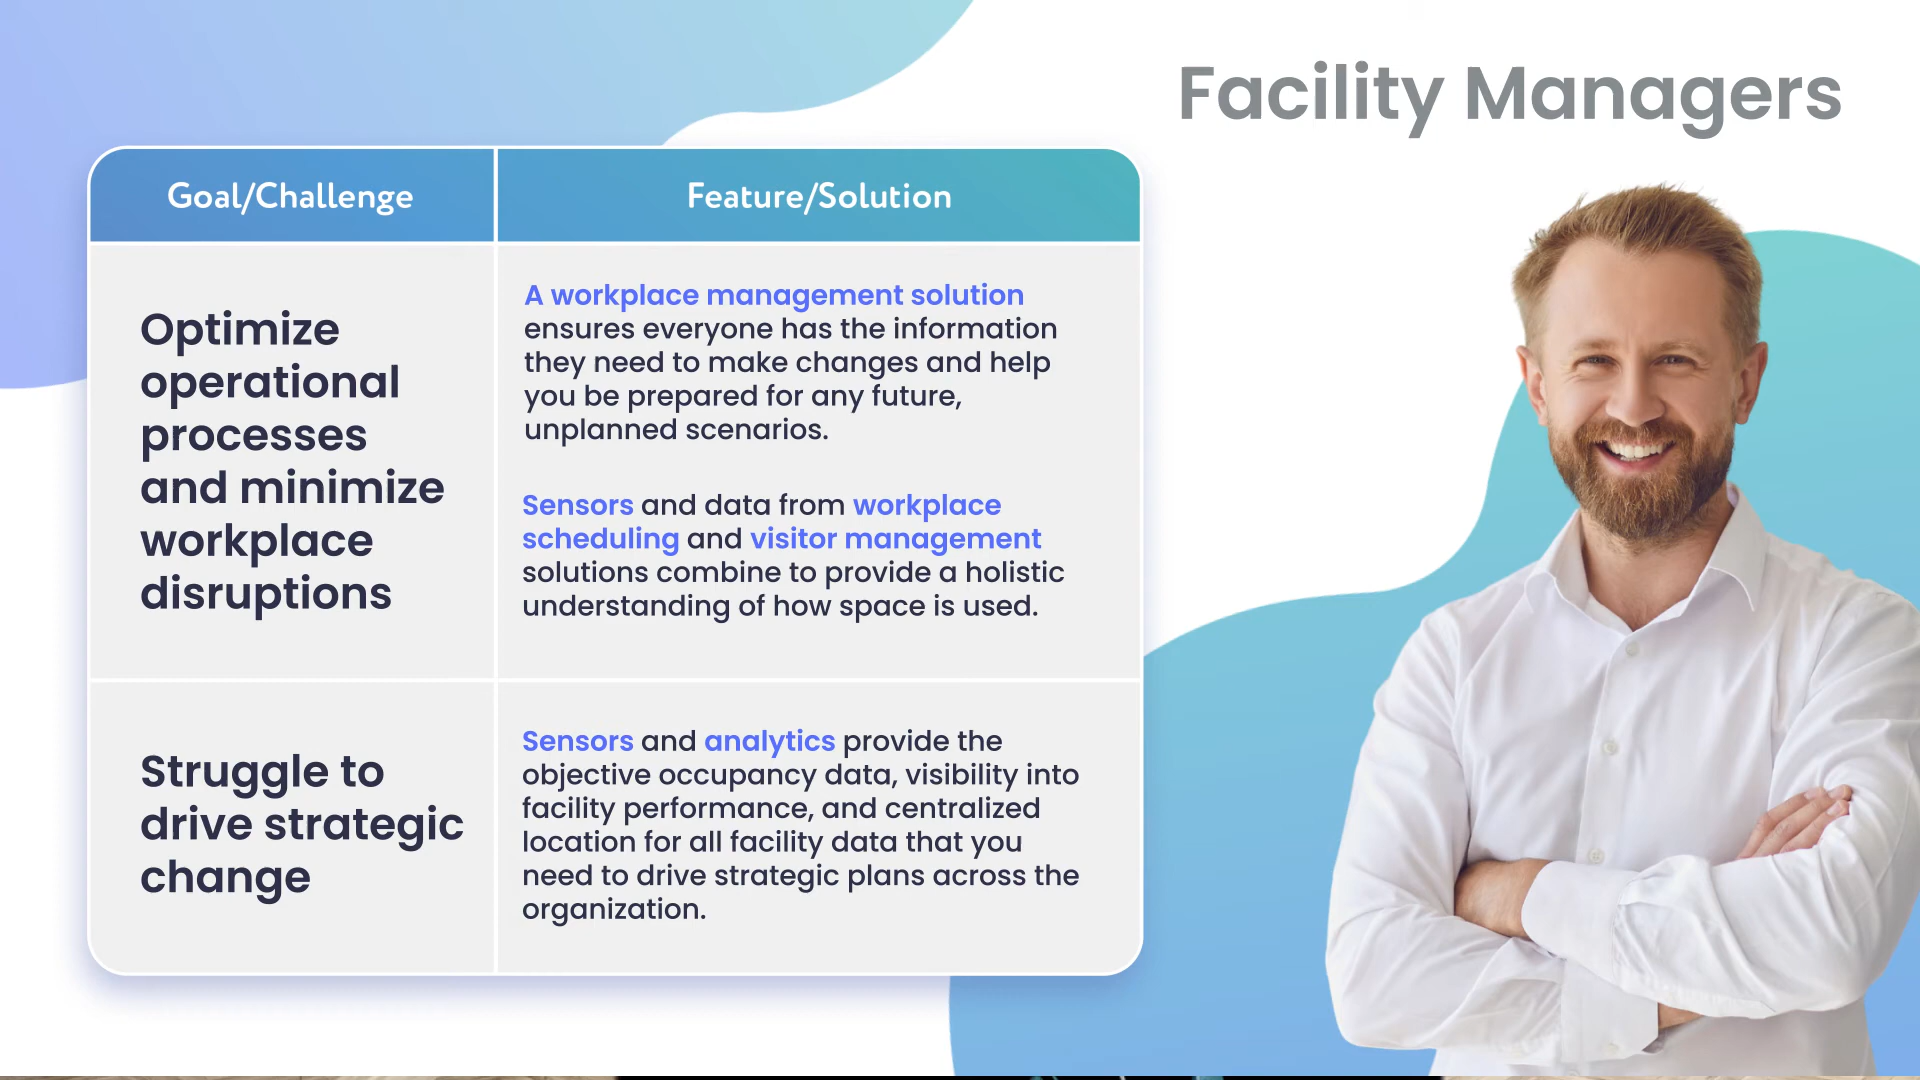 Facility Managers
Goal/Challenge
Feature/Solution
Optimize
operational
processes
and minimize
workplace
disruptions
A workplace management solution
ensures everyone has the information
they need to make changes and help
you be prepared for any future,
unplanned scenarios.
Sensors and data from workplace
scheduling and visitor management
solutions combine to provide a holistic
understanding of how space is used.
Struggle to
drive strategic
change
Sensors and analytics provide the
objective occupancy data, visibility into
facility performance, and centralized
location for all facility data that you
need to drive strategic plans across the
organization.